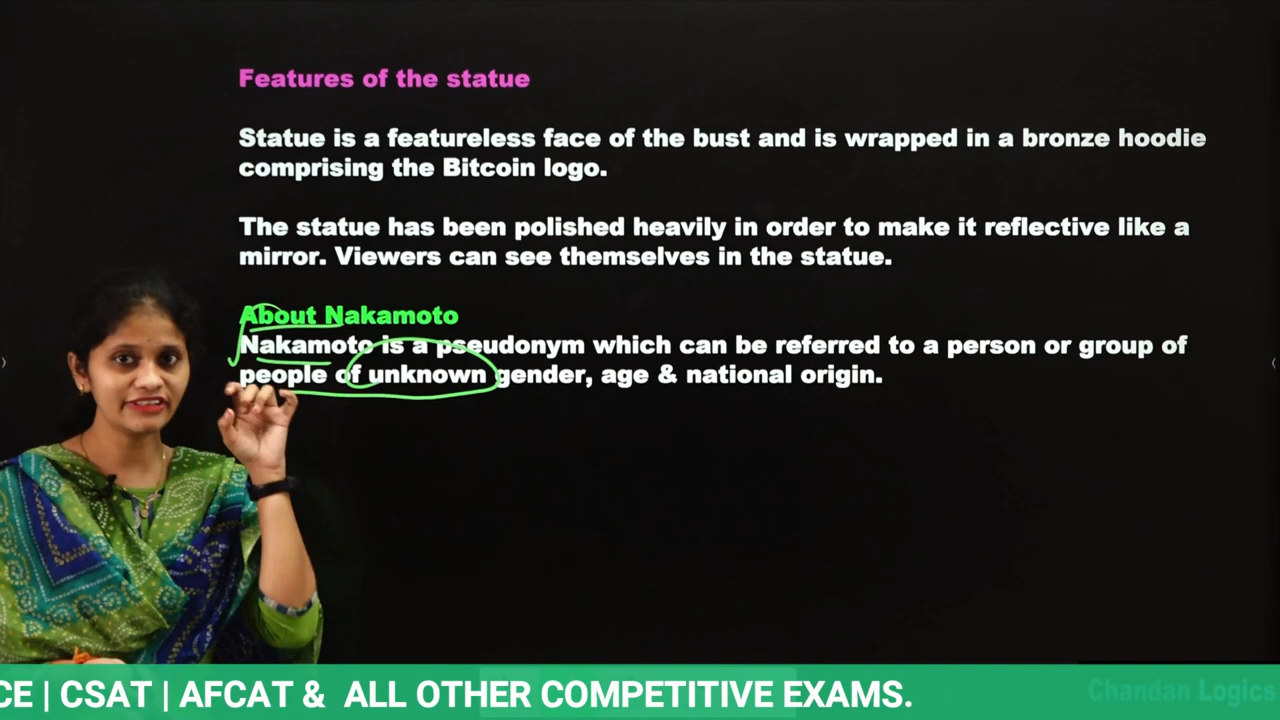 Features of the statue
Statue is a featureless face of the bust and is wrapped in a bronze hoodie
comprising the Bitcoin logo.
The statue has been polished heavily in order to make it reflective like a
mirror. Viewers can see themselves in the statue.
About Nakamoto
Nakamoto is a pseudonym which can be referred to a person or group of
people of unknown gender, age & national origin.
CE | CSAT | AFCAT & ALL OTHER COMPETITIVE EXAMS.
Chandan Logics